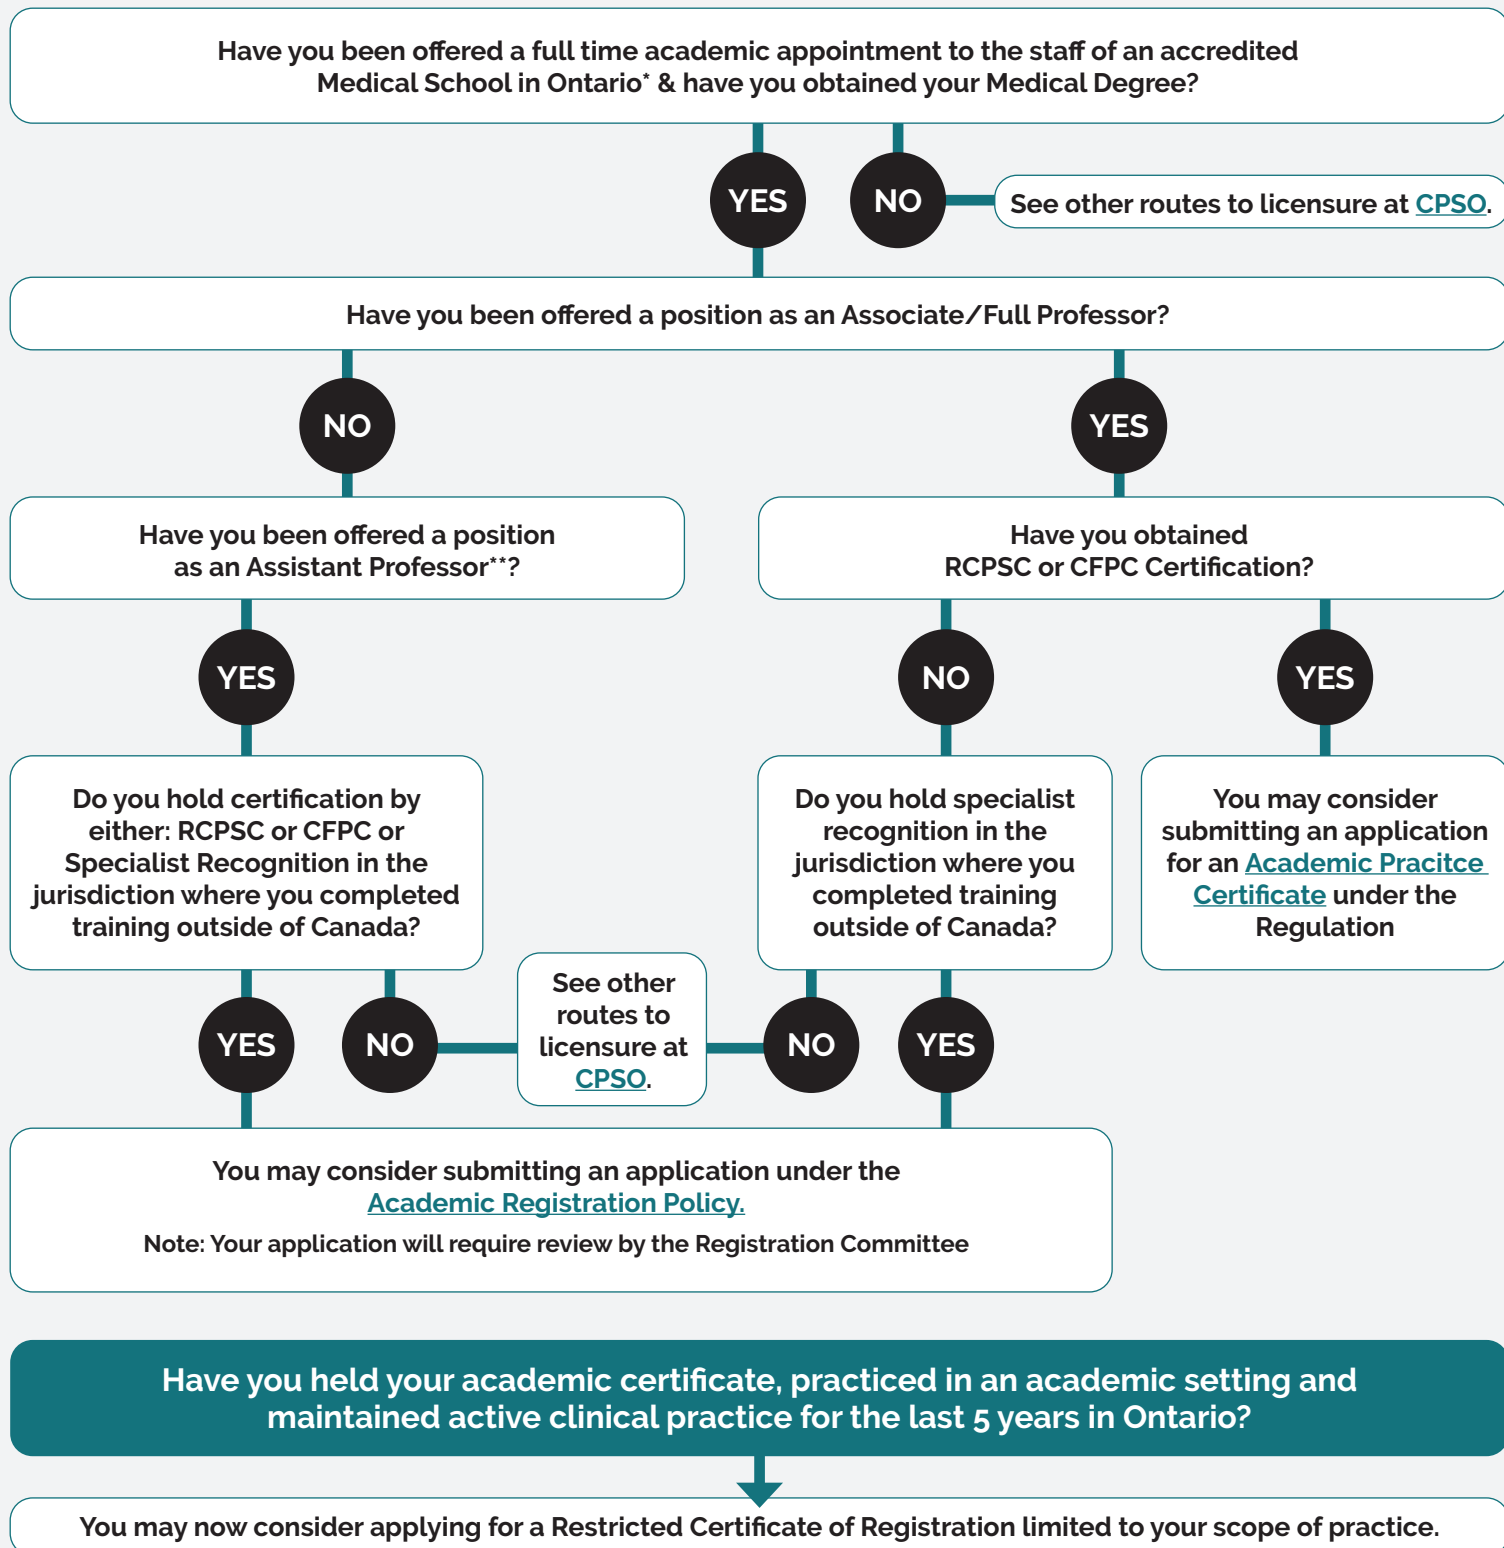 Have you been offered a full time academic appointment to the staff of an accredited
Medical School in Ontario* & have you obtained your Medical Degree?
YES
NO
See other routes to licensure at CPSO.
Have you been offered a position as an Associate/Full Professor?
NO
YES
Have you been offered a position
as an Assistant Professor**?
Have you obtained
RCPSC or CFPC Certification?
YES
NO
YES
Do you hold certification by
either: RCPSC or CFPC or
Specialist Recognition in the
jurisdiction where you completed
training outside of Canada?
Do you hold specialist
recognition in the
jurisdiction where you
completed training
outside of Canada?
You may consider
submitting an application
for an Academic Pracitce
Certificate under the
Regulation
YES
NO
See other
routes to
licensure at
CPSO.
NO
YES
You may consider submitting an application under the
Academic Registration Policy.
Note: Your application will require review by the Registration Committee
Have you held your academic certificate, practiced in an academic setting and
maintained active clinical practice for the last 5 years in Ontario?
You may now consider applying for a Restricted Certificate of Registration limited to your scope of practice.